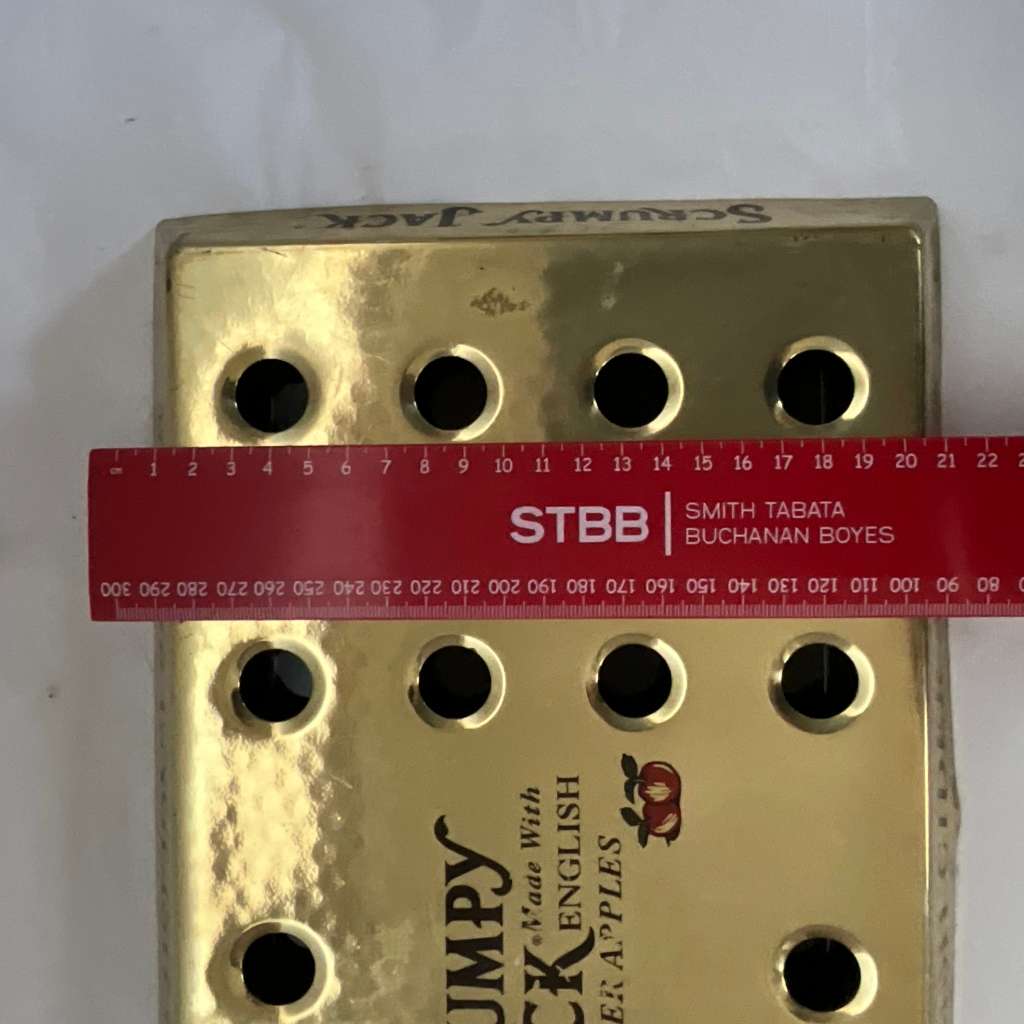 SCRUMPY JACK
cm 1 2 3 4 5 6 7 8 9 10 11 12 13 14 15 16 17 18 19 20 21 22
STBB
SMITH TABATA
BUCHANAN BOYES
300 290 280 270 260 250 240 230 220 210 200 190 180 170 160 150 140 130 120 110 100 90 80
UMPY
CK
Made With
ENGLISH
ER APPLES